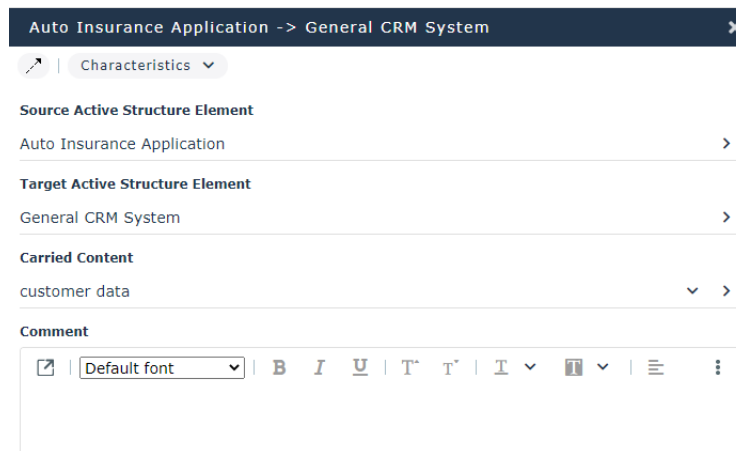 Auto Insurance Application -> General CRM System
Characteristics
Source Active Structure Element
Auto Insurance Application
Target Active Structure Element
General CRM System
Carried Content
customer data
Comment
Default font B I U T T T T